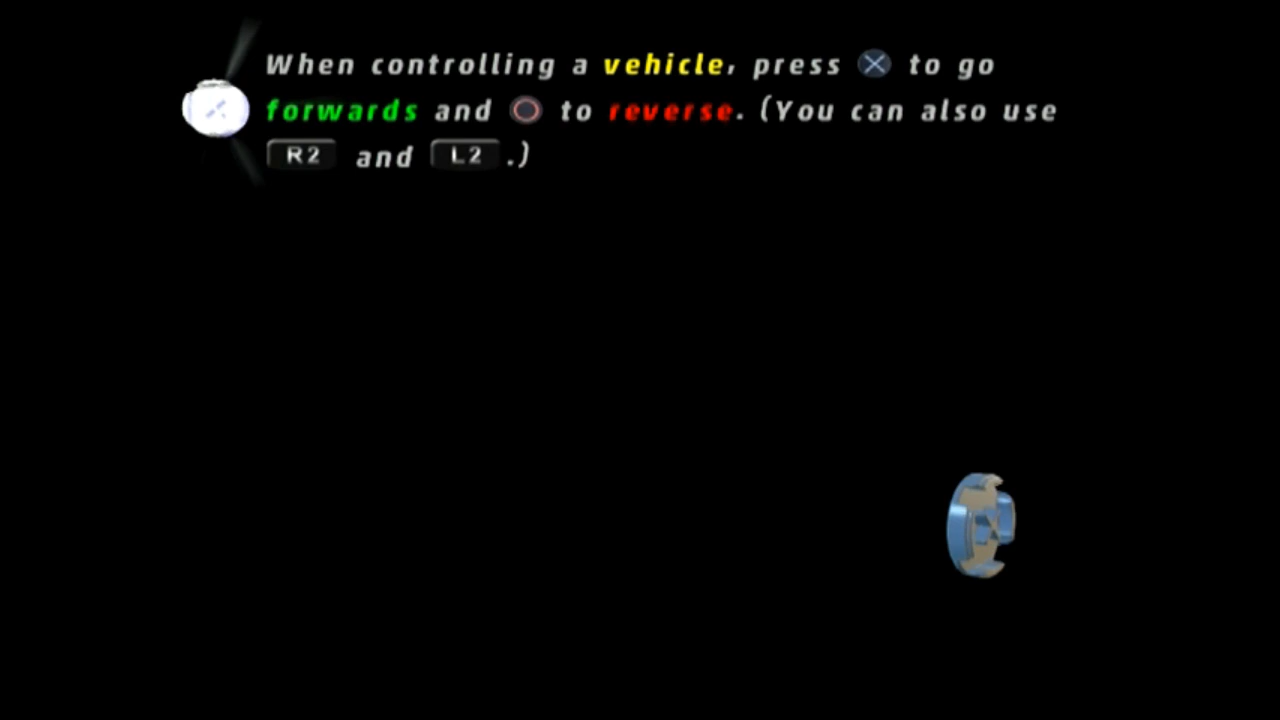 When controlling a vehicle, press ⓧ to go
forwards and ○ to reverse. (You can also use
R2 and L2 .)